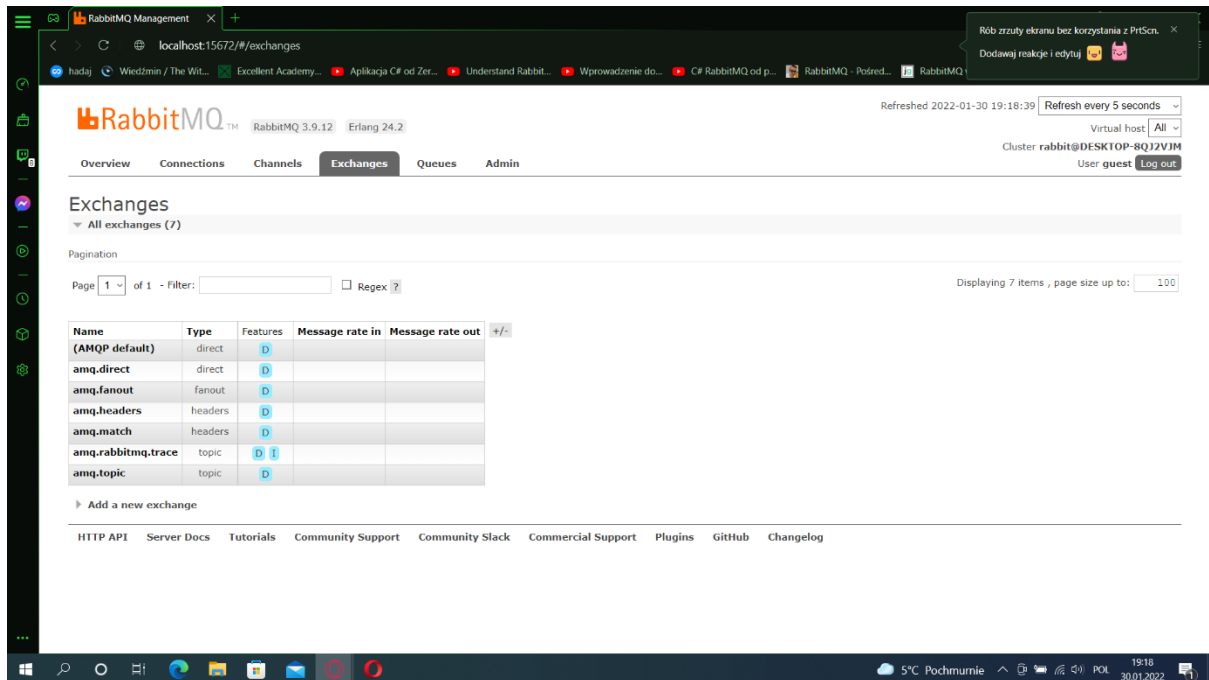 RabbitMQ Management
Rób zrzuty ekranu bez korzystania z PrtScn.
Dodawaj reakcje i edytuj
localhost:15672/#/exchanges
hadaj Wiedźmin / The Wit... Excellent Academy... Aplikacja C# od Zer... Understand Rabbit... Wprowadzenie do... C# RabbitMQ od p... RabbitMQ - Pośred... RabbitMQ
RabbitMQ TM RabbitMQ 3.9.12 Erlang 24.2
Refreshed 2022-01-30 19:18:39 Refresh every 5 seconds
Virtual host All
Cluster rabbit@DESKTOP-8QJ2VJM
User guest Log out
Overview Connections Channels Exchanges Queues Admin
Exchanges
All exchanges (7)
Pagination
Page 1 of 1 - Filter: Regex ? Displaying 7 items , page size up to: 100
Name Type Features Message rate in Message rate out +/-
(AMQP default) direct D
amq.direct direct D
amq.fanout fanout D
amq.headers headers D
amq.match headers D
amq.rabbitmq.trace topic D I
amq.topic topic D
Add a new exchange
HTTP API Server Docs Tutorials Community Support Community Slack Commercial Support Plugins GitHub Changelog
5°C Pochmurnie POL 19:18
30.01.2022